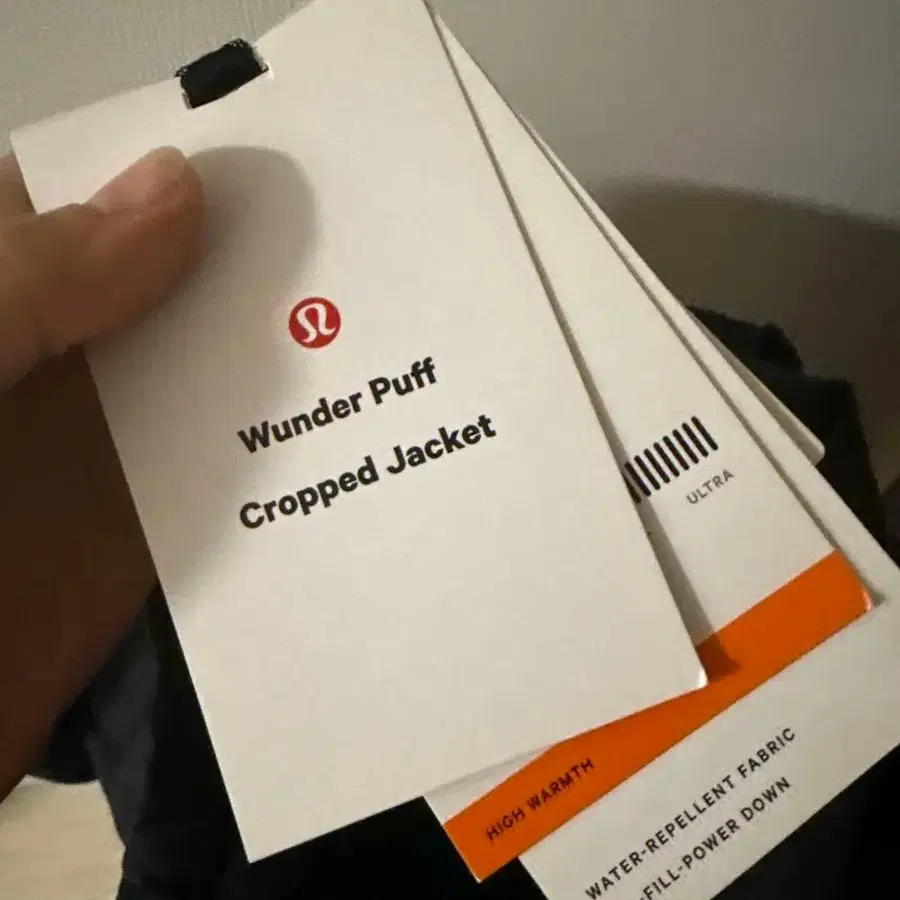 Wunder Puff
Cropped Jacket
ULTRA
HIGH WARMTH
WATER-REPELLENT FABRIC
-FILL-POWER DOWN